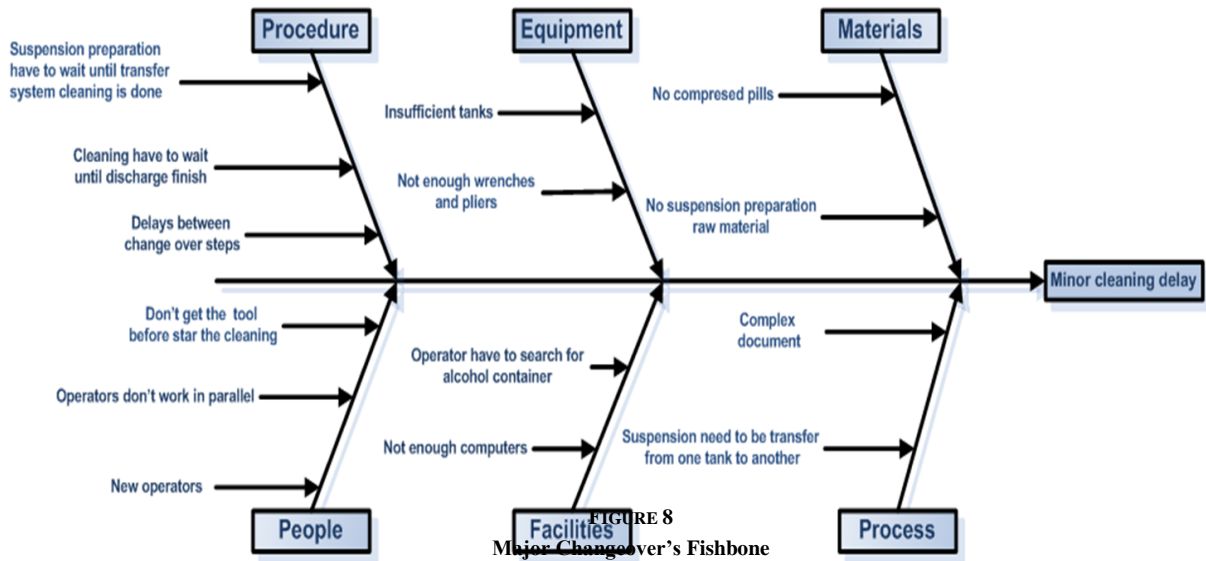 Procedure
Equipment
Materials
Suspension preparation
have to wait until transfer
system cleaning is done
Cleaning have to wait
until discharge finish
Delays between
change over steps
Insufficient tanks
Not enough wrenches
and pliers
No compresed pills
No suspension preparation
raw material
Minor cleaning delay
Don't get the tool
before star the cleaning
Operators don't work in parallel
New operators
Operator have to search for
alcohol container
Not enough computers
Complex
document
Suspension need to be transfer
from one tank to another
People
Facilities
Process
FIGURE 8
Major Changeover's Fishbone